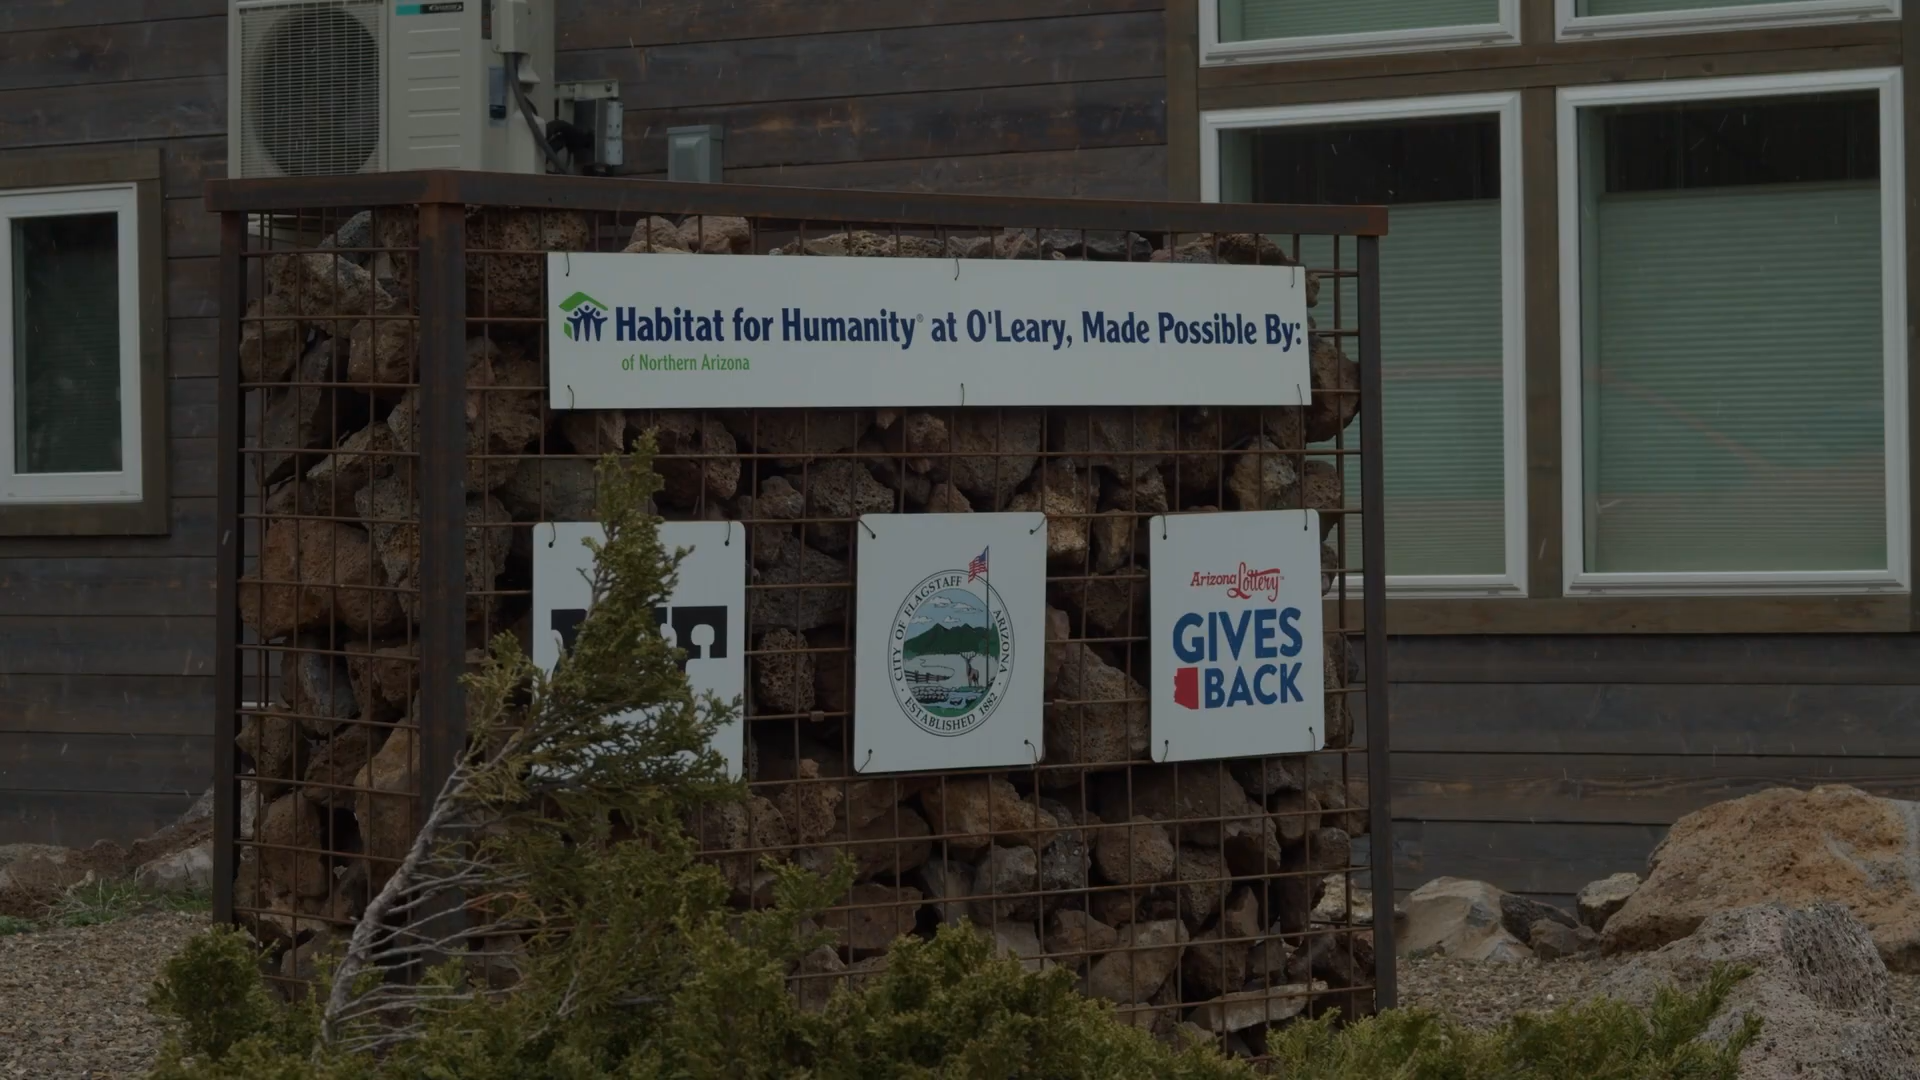 Habitat for Humanity® at O'Leary, Made Possible By:
of Northern Arizona
CITY OF FLAGSTAFF ARIZONA
ESTABLISHED 1882
Arizona Lottery™
GIVES
BACK